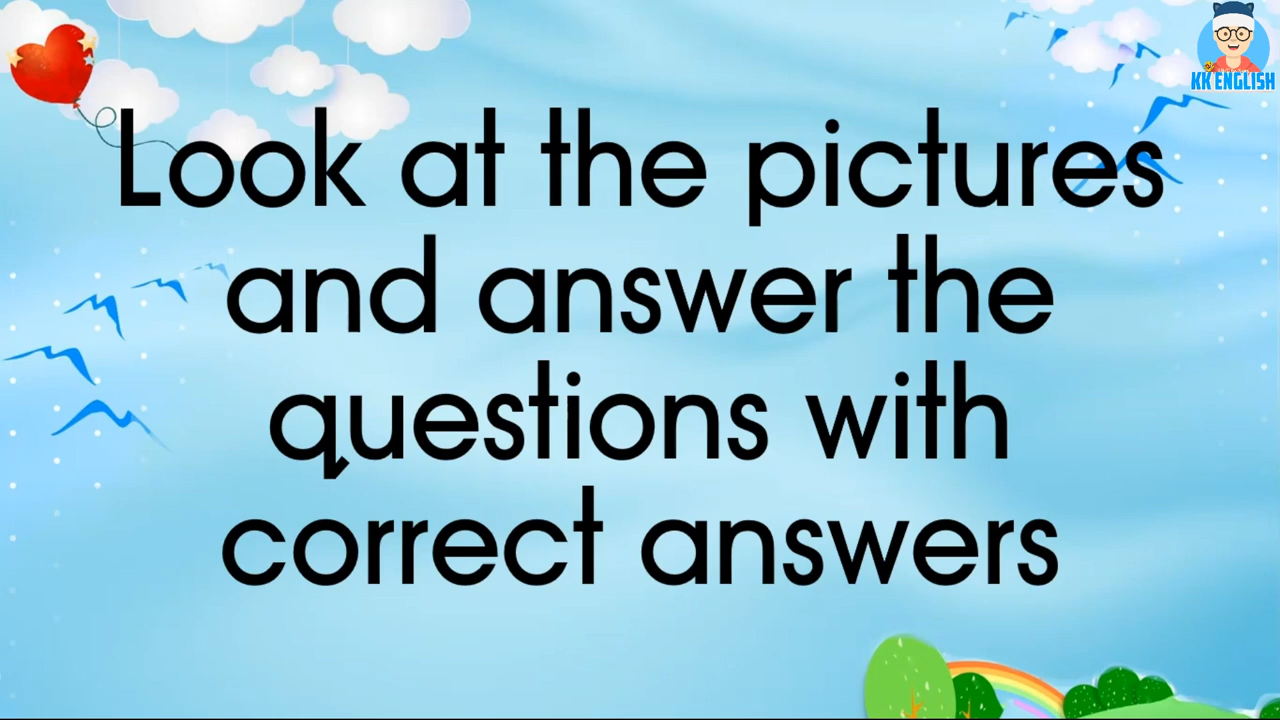 KK ENGLISH
Look at the pictures
and answer the
questions with
correct answers